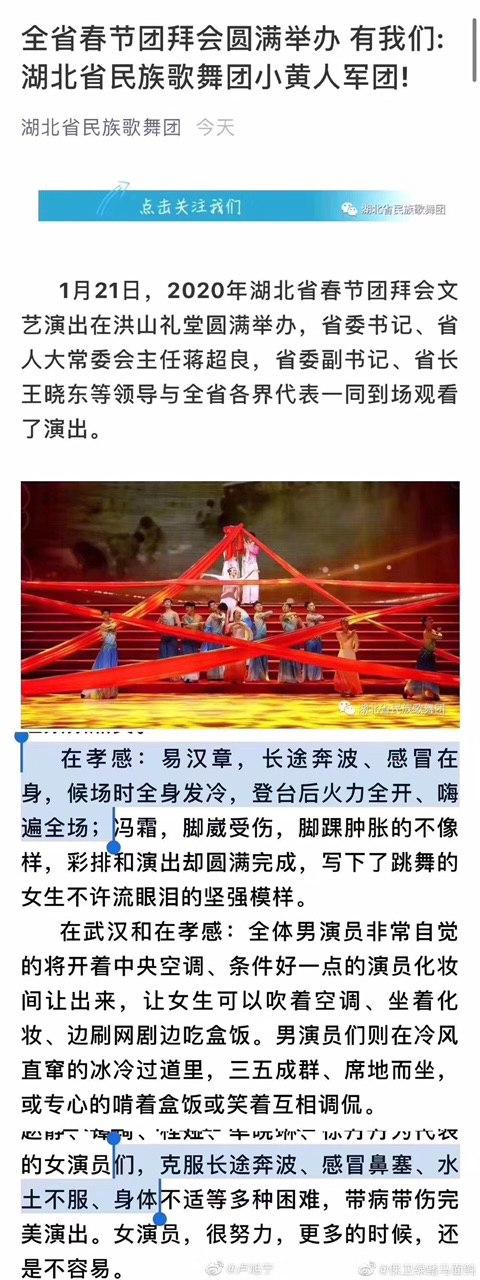 全省春节团拜会圆满举办 有我们:
湖北省民族歌舞团小黄人军团!
湖北省民族歌舞团 今天
点击关注我们
湖北省民族歌舞团
1月21日，2020年湖北省春节团拜会文
艺演出在洪山礼堂圆满举办，省委书记、省
人大常委会主任蒋超良，省委副书记、省长
王晓东等领导与全省各界代表一同到场观看
了演出。
湖北省民族歌舞团
在孝感：易汉章，长途奔波、感冒在
身，候场时全身发冷，登台后火力全开、嗨
遍全场；冯霜，脚崴受伤，脚踝肿胀的不像
样，彩排和演出却圆满完成，写下了跳舞的
女生不许流眼泪的坚强模样。
在武汉和在孝感：全体男演员非常自觉
的将开着中央空调、条件好一点的演员化妆
间让出来，让女生可以吹着空调、坐着化
妆、边刷网剧边吃盒饭。男演员们则在冷风
直窜的冰冷过道里，三五成群、席地而坐，
或专心的啃着盒饭或笑着互相调侃。
的女演员们，克服长途奔波、感冒鼻塞、水
土不服、身体不适等多种困难，带病带伤完
美演出。女演员，很努力，更多的时候，还
是不容易。